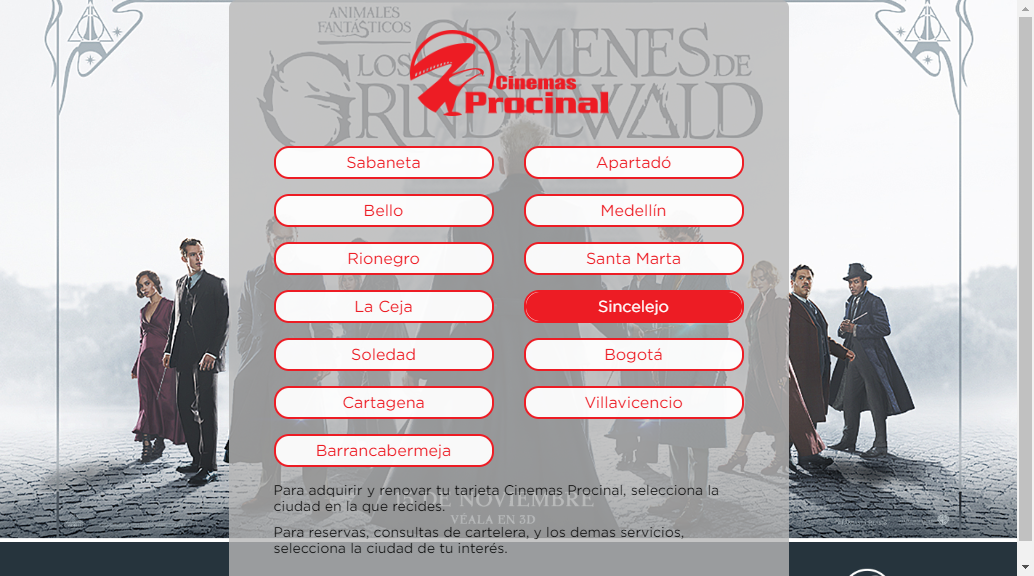 ANIMALES
FANTÁSTICOS
LOS CRÍMENES DE
GRINDELWALD
Cinemas
Procinal
Sabaneta
Apartadó
Bello
Medellín
Rionegro
Santa Marta
La Ceja
Sincelejo
Soledad
Bogotá
Cartagena
Villavicencio
Barrancabermeja
Para adquirir y renovar tu tarjeta Cinemas Procinal, selecciona la
ciudad en la que recides.
15 DE NOVIEMBRE
VÉALA EN 3D
Para reservas, consultas de cartelera, y los demas servicios,
selecciona la ciudad de tu interés.